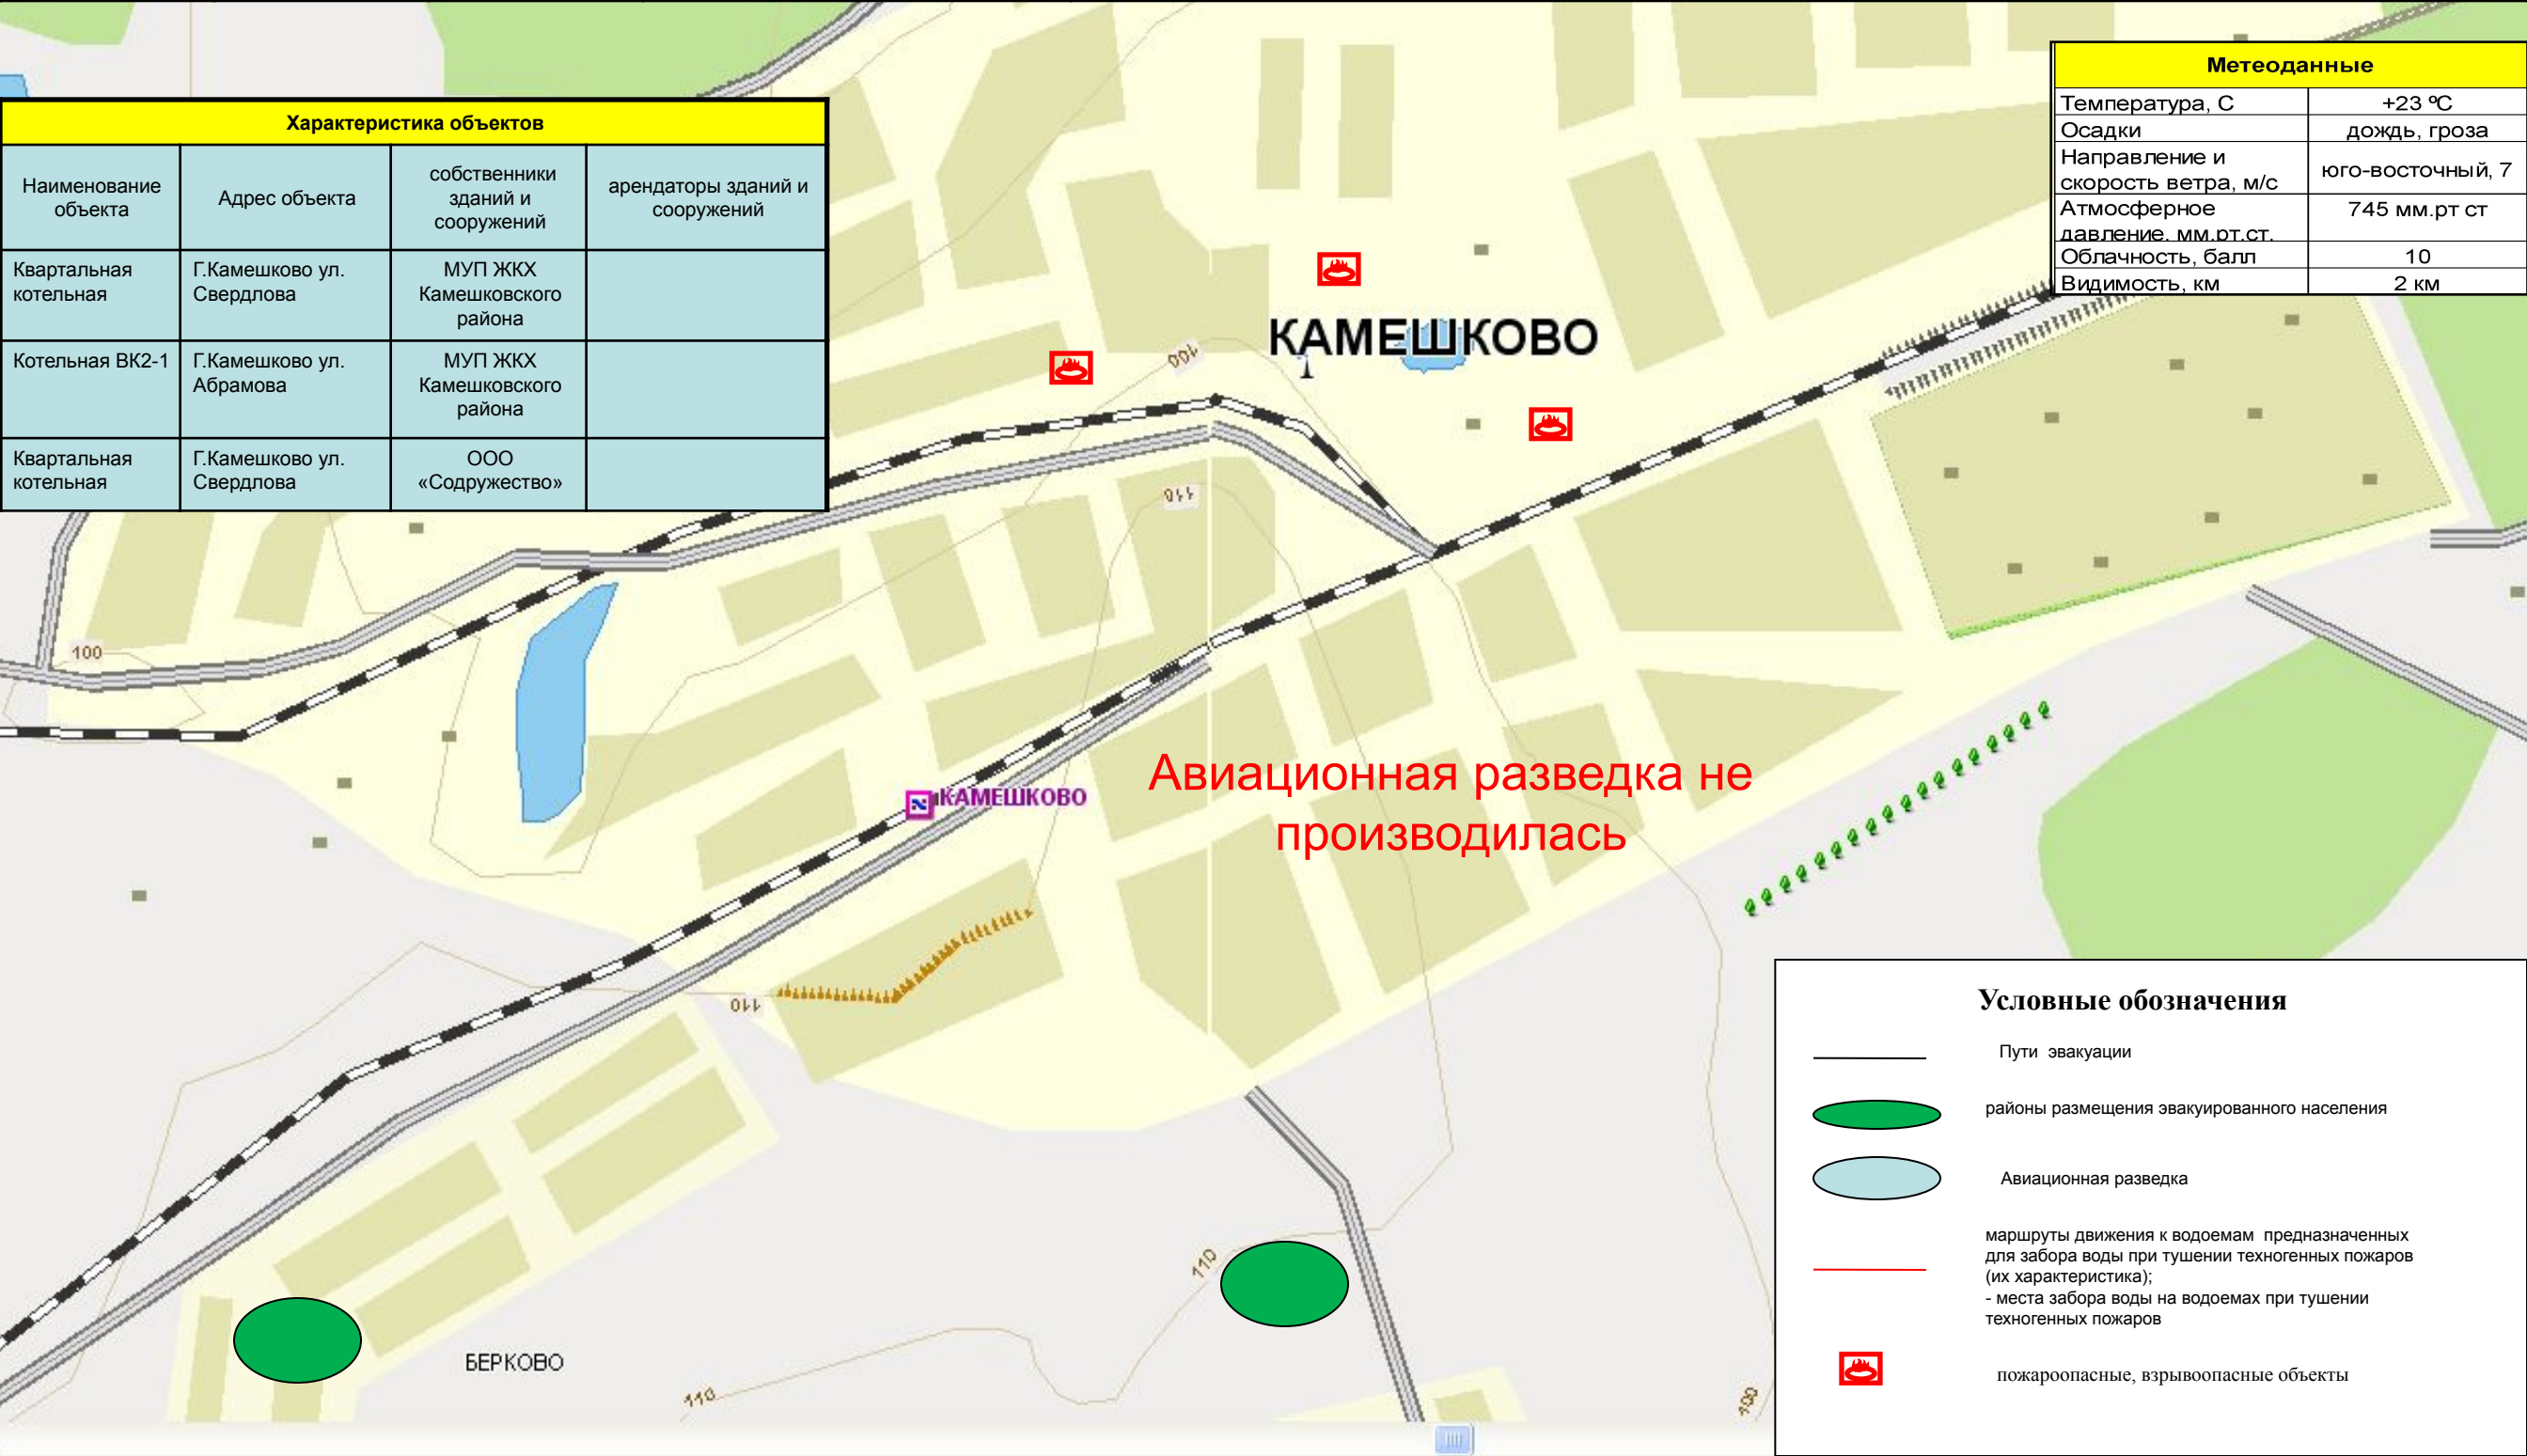 Характеристика объектов
Наименование
объекта
Адрес объекта
собственники
зданий и
сооружений
арендаторы зданий и
сооружений
Квартальная
котельная
Г.Камешково ул.
Свердлова
МУП ЖКХ
Камешковского
района
Котельная ВК2-1
Г.Камешково ул.
Абрамова
МУП ЖКХ
Камешковского
района
Квартальная
котельная
Г.Камешково ул.
Свердлова
ООО
«Содружество»
Метеоданные
Температура, С
+23 ºС
Осадки
дождь, гроза
Направление и
скорость ветра, м/с
юго-восточный, 7
Атмосферное
давление, мм.рт.ст.
745 мм.рт ст
Облачность, балл
10
Видимость, км
2 км
КАМЕШКОВО
100
110
100
КАМЕШКОВО
Авиационная разведка не
производилась
110
110
БЕРКОВО
110
100
Условные обозначения
Пути эвакуации
районы размещения эвакуированного населения
Авиационная разведка
маршруты движения к водоемам предназначенных
для забора воды при тушении техногенных пожаров
(их характеристика);
- места забора воды на водоемах при тушении
техногенных пожаров
пожароопасные, взрывоопасные объекты